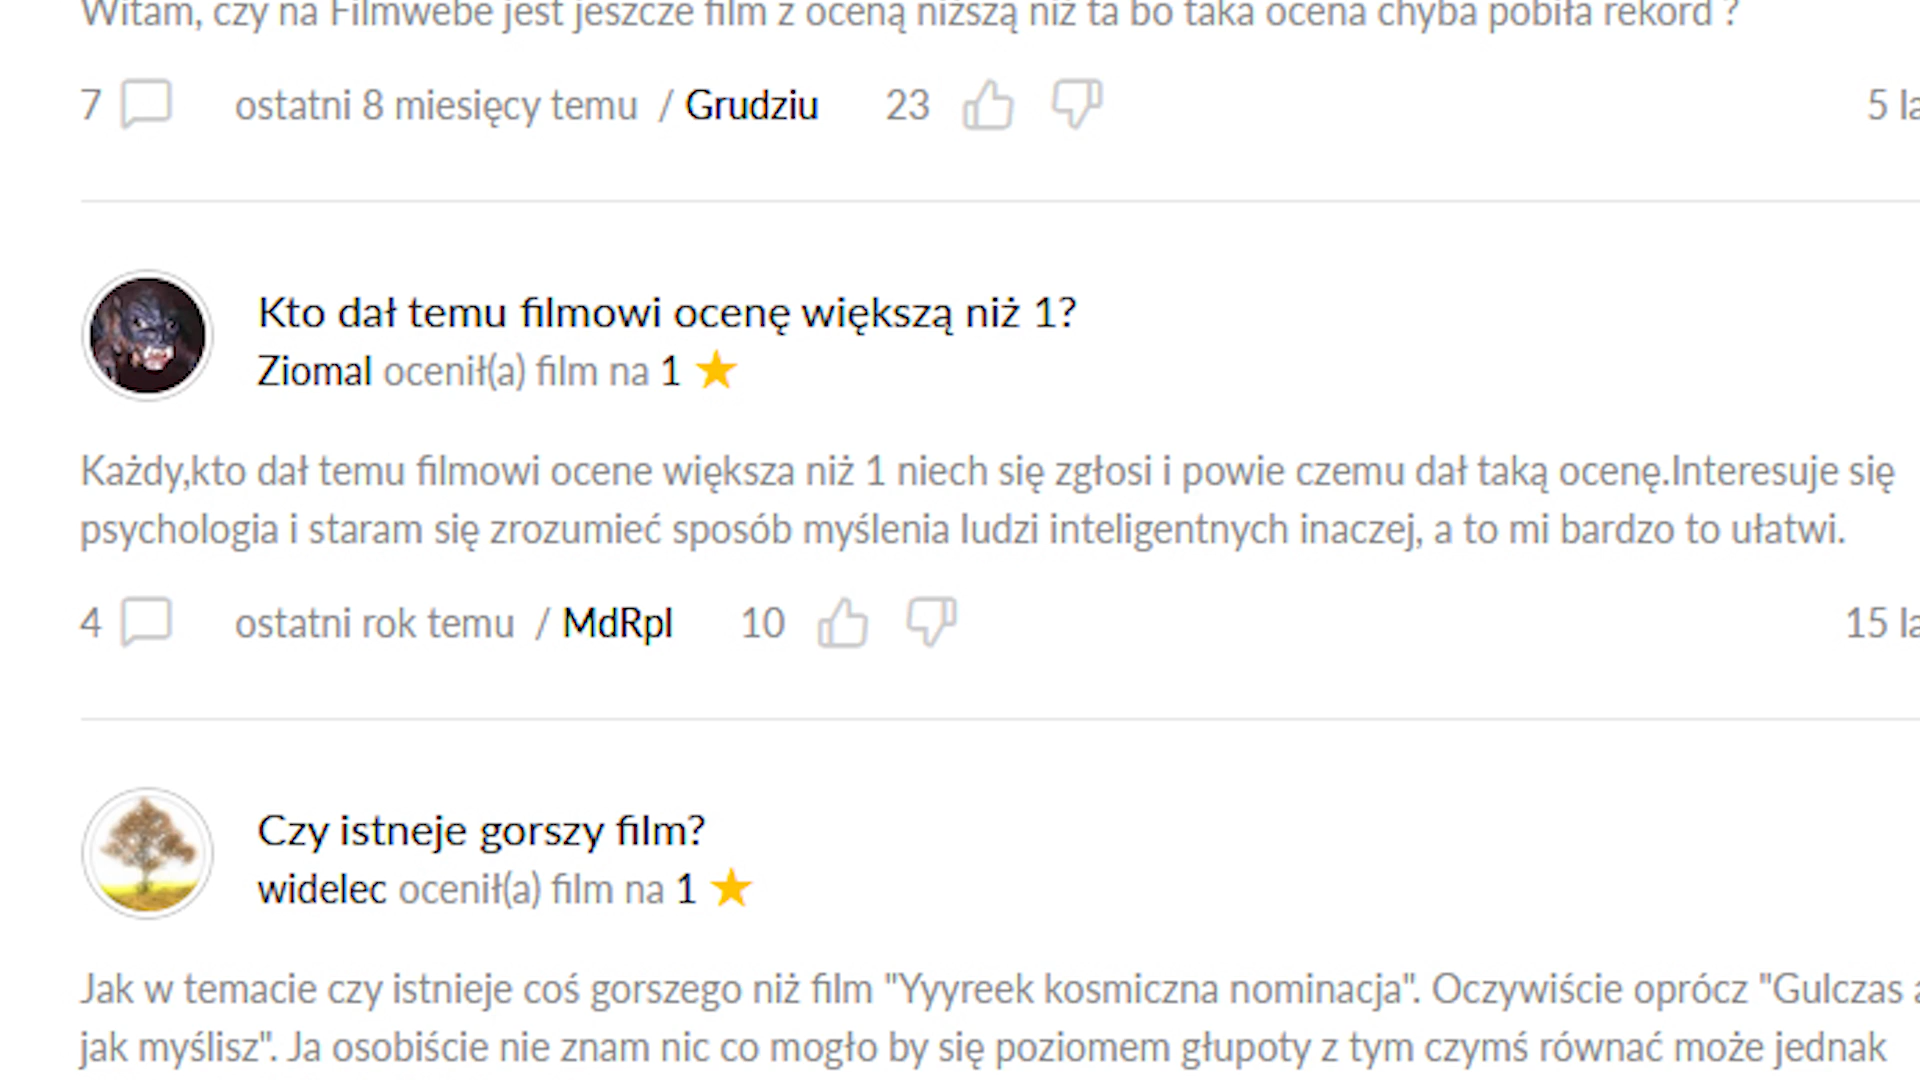 Witam, czy na Filmwebe jest jeszcze film z oceną niższą niż ta bo taka ocena chyba pobiła rekord ?
7 ostatni 8 miesięcy temu / Grudziu 23 5 la
Kto dał temu filmowi ocenę większą niż 1?
Ziomal ocenił(a) film na 1
Każdy,kto dał temu filmowi ocene większa niż 1 niech się zgłosi i powie czemu dał taką ocenę.Interesuje się
psychologia i staram się zrozumieć sposób myślenia ludzi inteligentnych inaczej, a to mi bardzo to ułatwi.
4 ostatni rok temu / MdRpl 10 15 la
Czy istneje gorszy film?
widelec ocenił(a) film na 1
Jak w temacie czy istnieje coś gorszego niż film "Yyyreek kosmiczna nominacja". Oczywiście oprócz "Gulczas a
jak myślisz". Ja osobiście nie znam nic co mogło by się poziomem głupoty z tym czymś równać może jednak